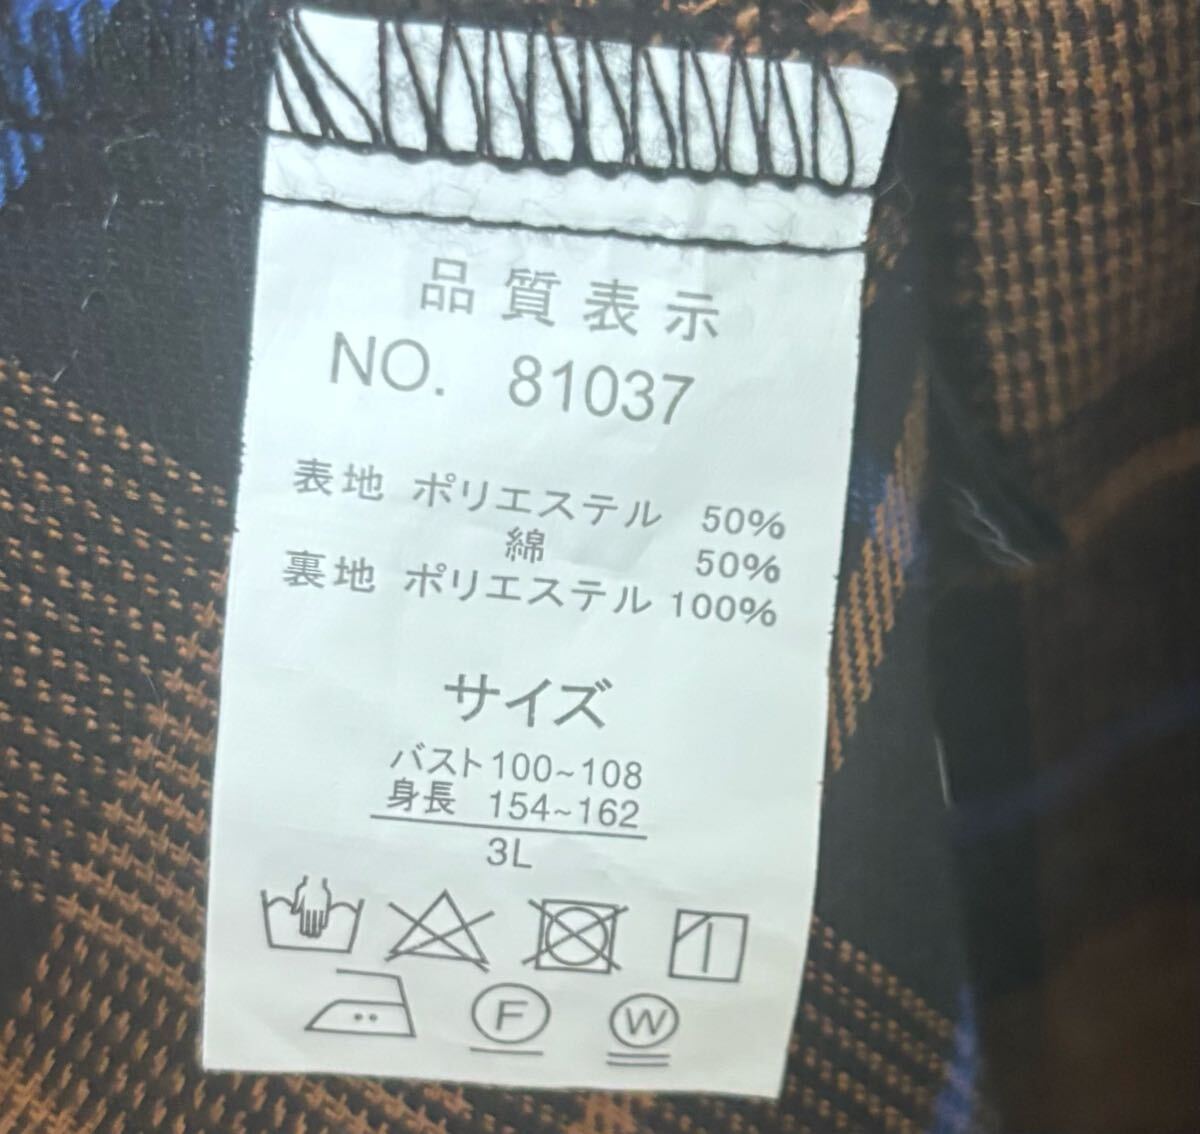 品質表示
NO. 81037
表地 ポリエステル 50%
綿 50%
裏地 ポリエステル 100%
サイズ
バスト100~108
身長 154~162
3L
F W